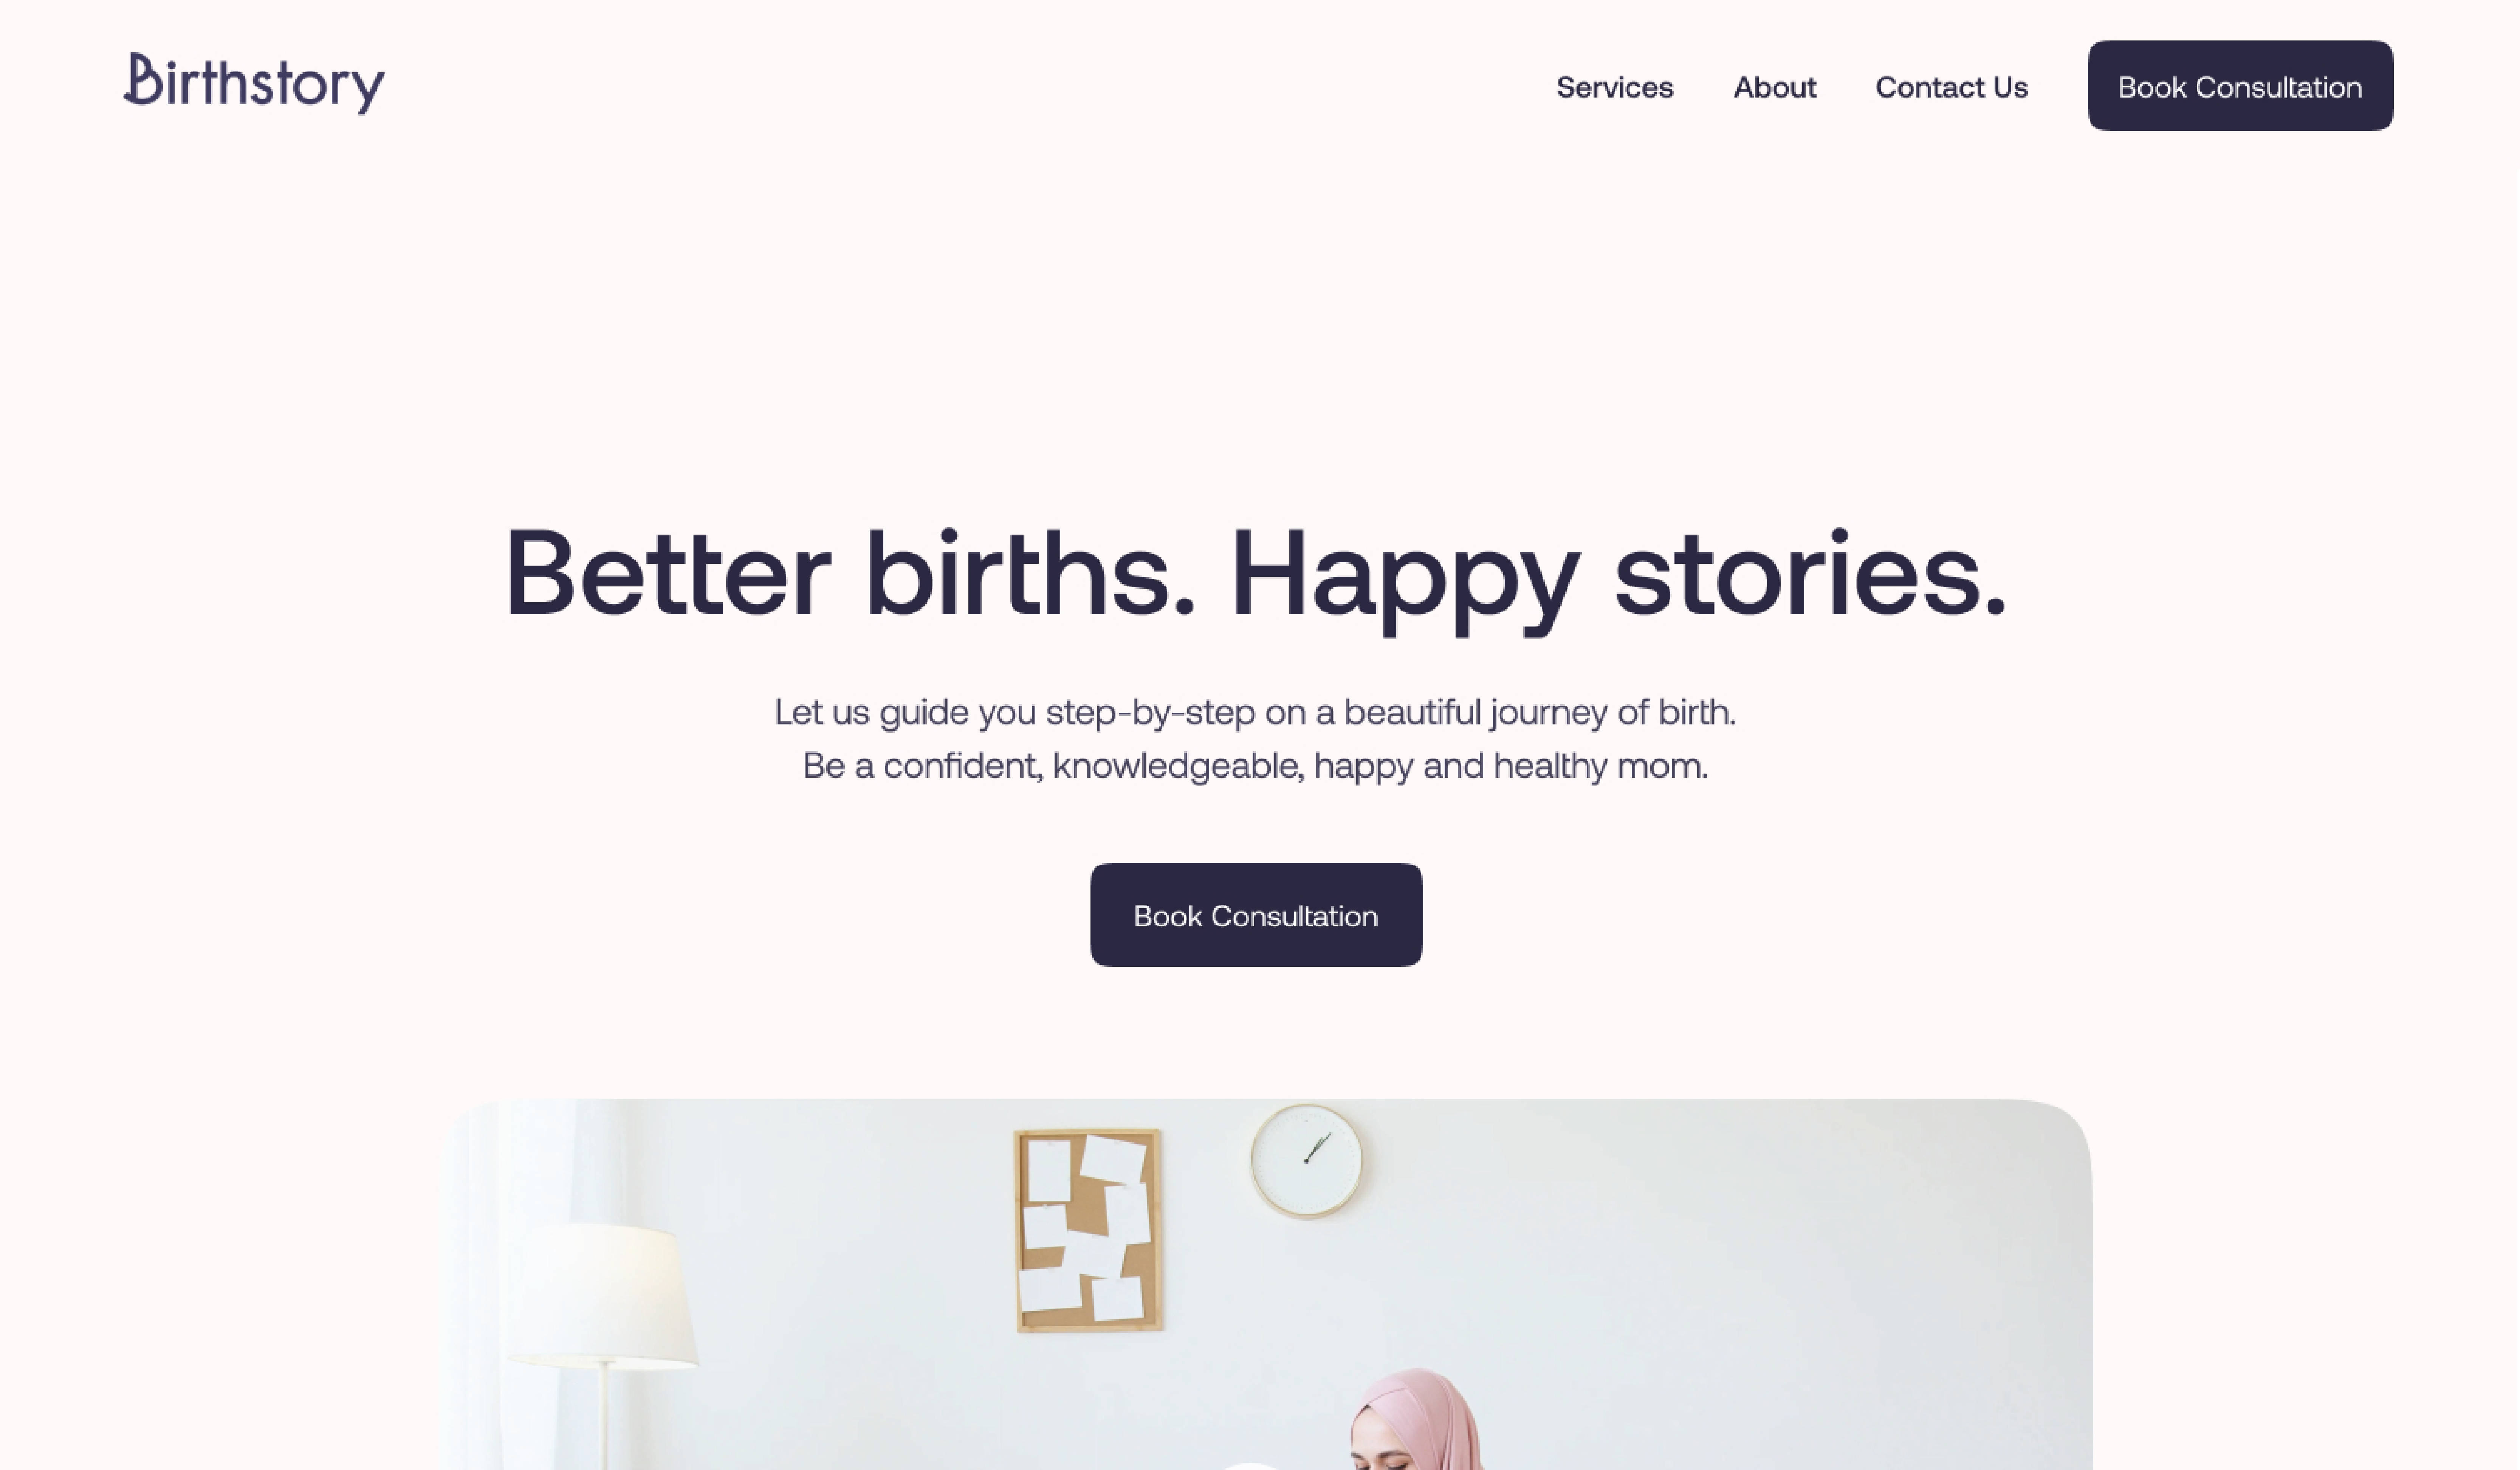 Birthstory
Services
About
Contact Us
Book Consultation
Better births. Happy stories.
Let us guide you step-by-step on a beautiful journey of birth.
Be a confident, knowledgeable, happy and healthy mom.
Book Consultation